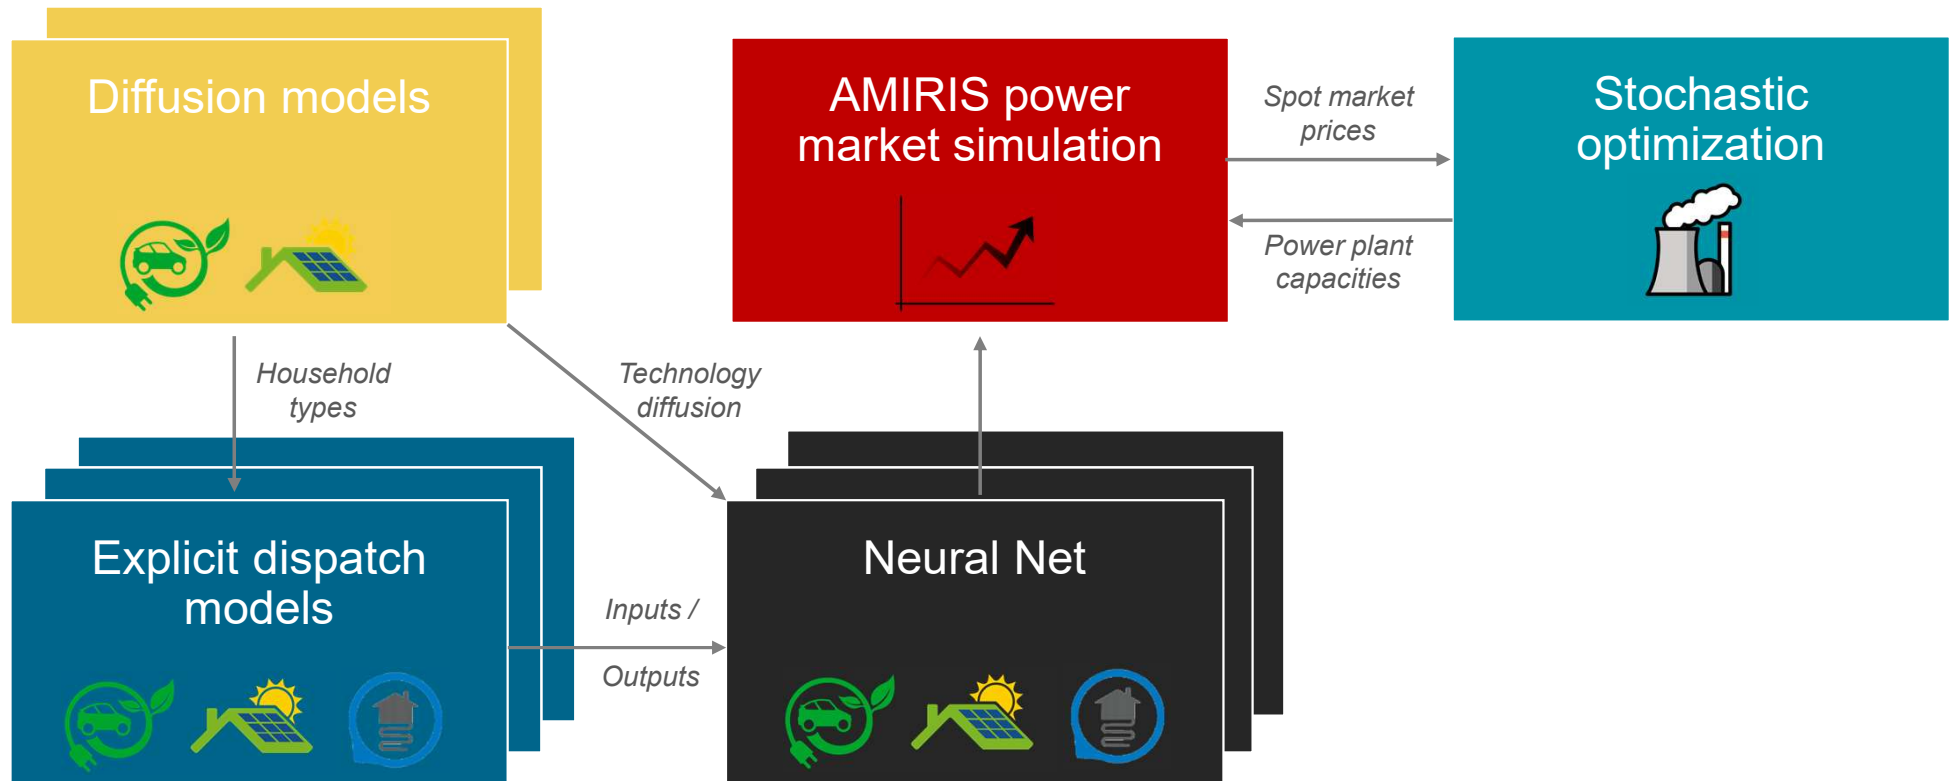 Diffusion models
AMIRIS power
market simulation
Spot market
prices
Stochastic
optimization
Power plant
capacities
Household
types
Technology
diffusion
Explicit dispatch
models
Inputs /
Outputs
Neural Net